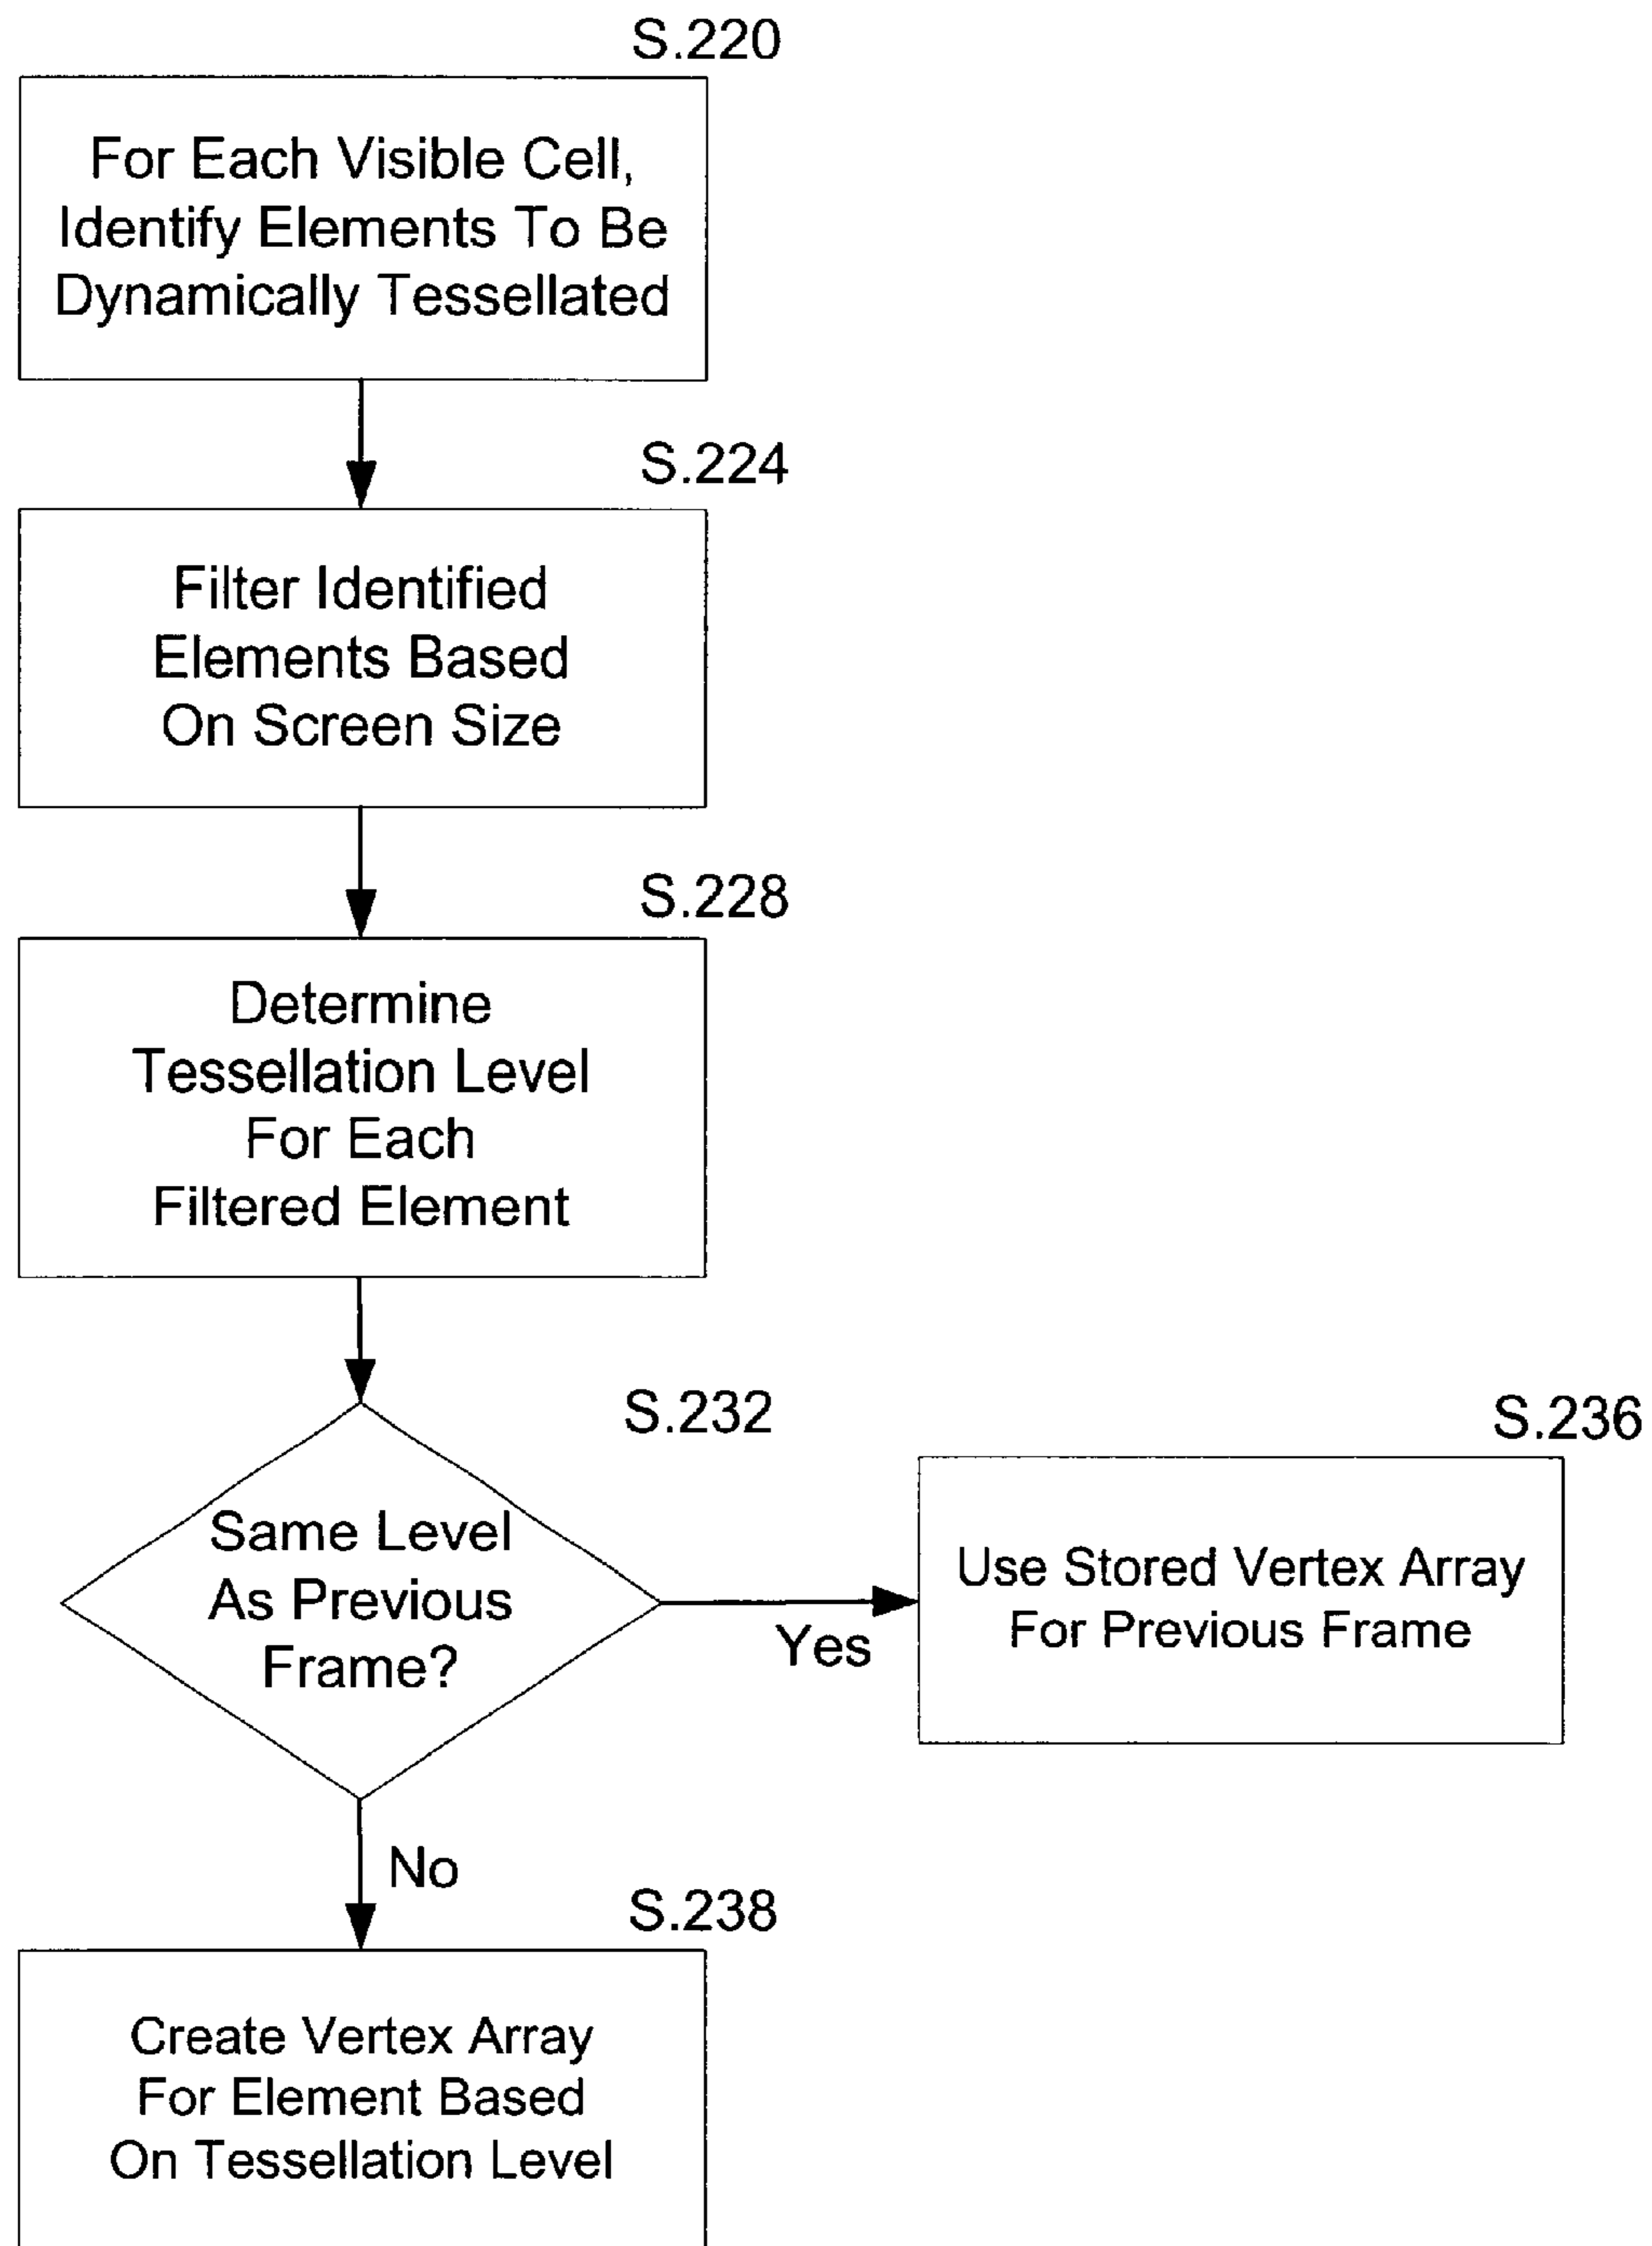 S.220
For Each Visible Cell,
Identify Elements To Be
Dynamically Tessellated
S.224
Filter Identified
Elements Based
On Screen Size
S.228
Determine
Tessellation Level
For Each
Filtered Element
S.232
Same Level
As Previous
Frame?
Yes
S.236
Use Stored Vertex Array
For Previous Frame
No
S.238
Create Vertex Array
For Element Based
On Tessellation Level